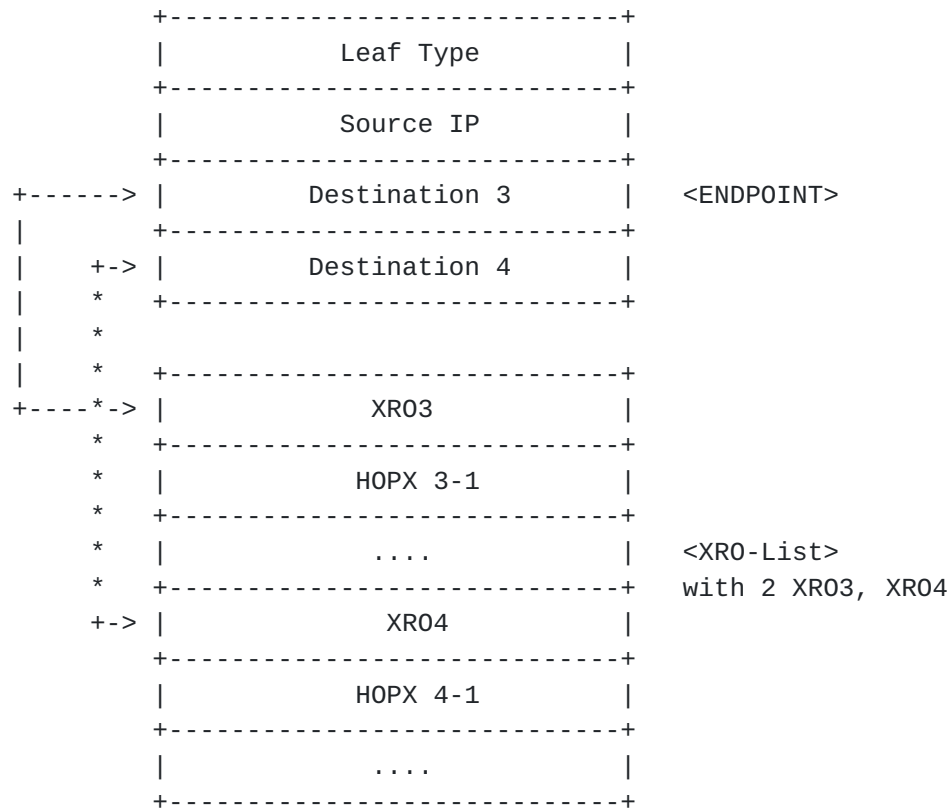 Leaf Type
Source IP
Destination 3 <ENDPOINT>
Destination 4
XRO3
HOPX 3-1
.... <XRO-List>
with 2 XRO3, XRO4
XRO4
HOPX 4-1
....